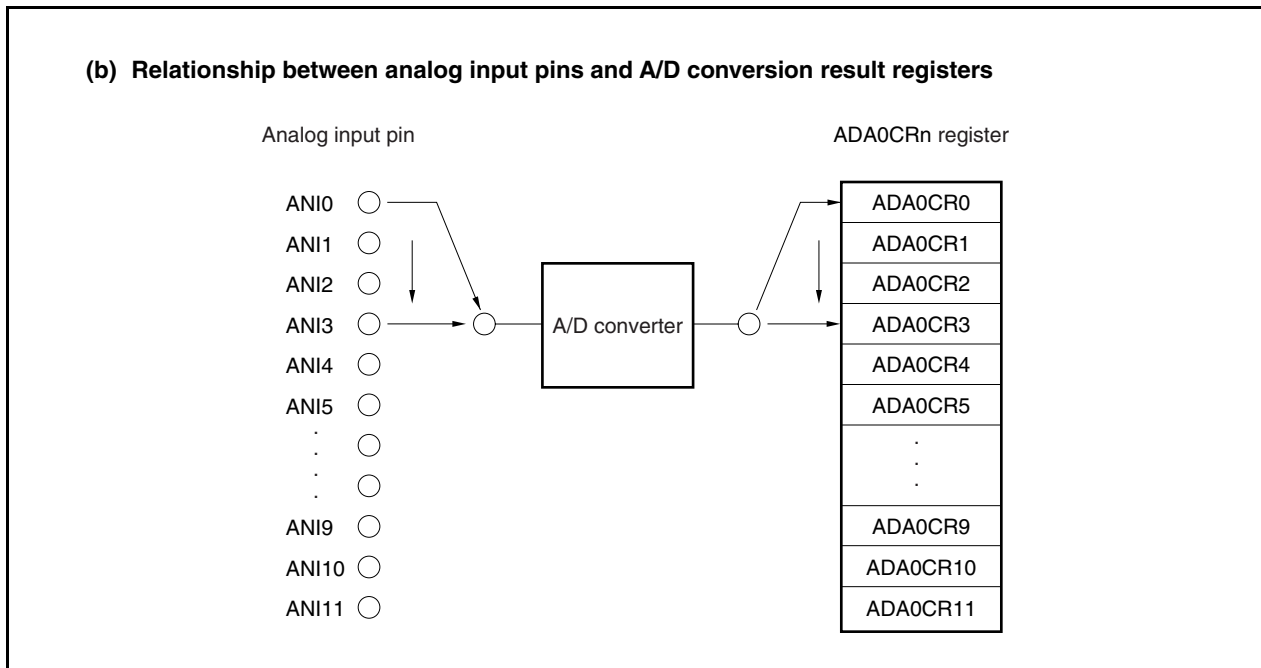 (b) Relationship between analog input pins and A/D conversion result registers
Analog input pin
ADA0CRn register
ANI0
ANI1
ANI2
ANI3
ANI4
ANI5
.
.
.
.
ANI9
ANI10
ANI11
A/D converter
ADA0CR0
ADA0CR1
ADA0CR2
ADA0CR3
ADA0CR4
ADA0CR5
.
.
.
ADA0CR9
ADA0CR10
ADA0CR11